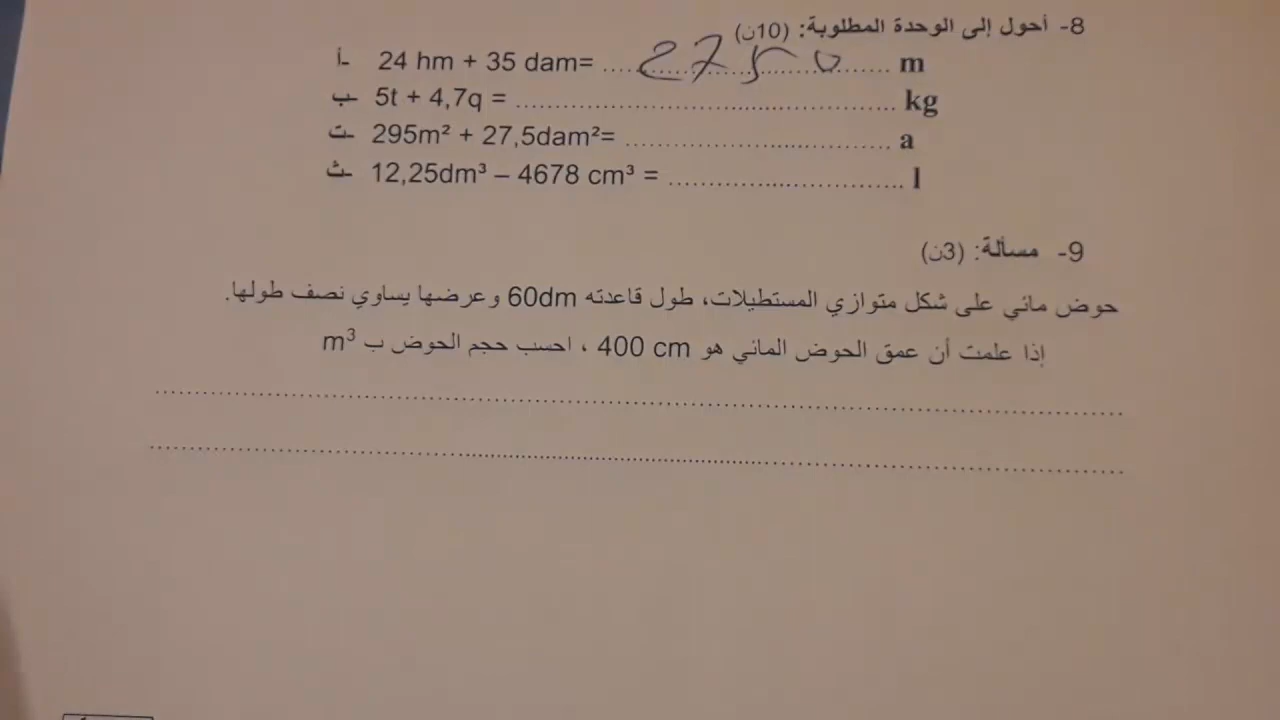 8- أحول إلى الوحدة المطلوبة: (10ن)
أ- 24 hm + 35 dam= .... 2750 ....... m
ب- 5t + 4,7q = .................................................. kg
ت- 295m² + 27,5dam²= ................................... a
ث- 12,25dm³ – 4678 cm³ = ............................... l
9- مسألة: (3ن)
حوض مائي على شكل متوازي المستطيلات، طول قاعدته 60dm وعرضها يساوي نصف طولها.
إذا علمت أن عمق الحوض المائي هو 400 cm ، احسب حجم الحوض ب m³